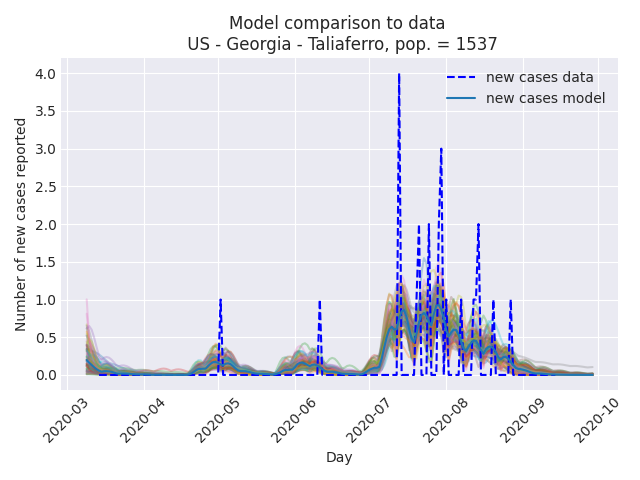 Model comparison to data
US - Georgia - Taliaferro, pop. = 1537
new cases data
new cases model
Number of new cases reported
4.0
3.5
3.0
2.5
2.0
1.5
1.0
0.5
0.0
2020-03
2020-04
2020-05
2020-06
2020-07
2020-08
2020-09
2020-10
Day